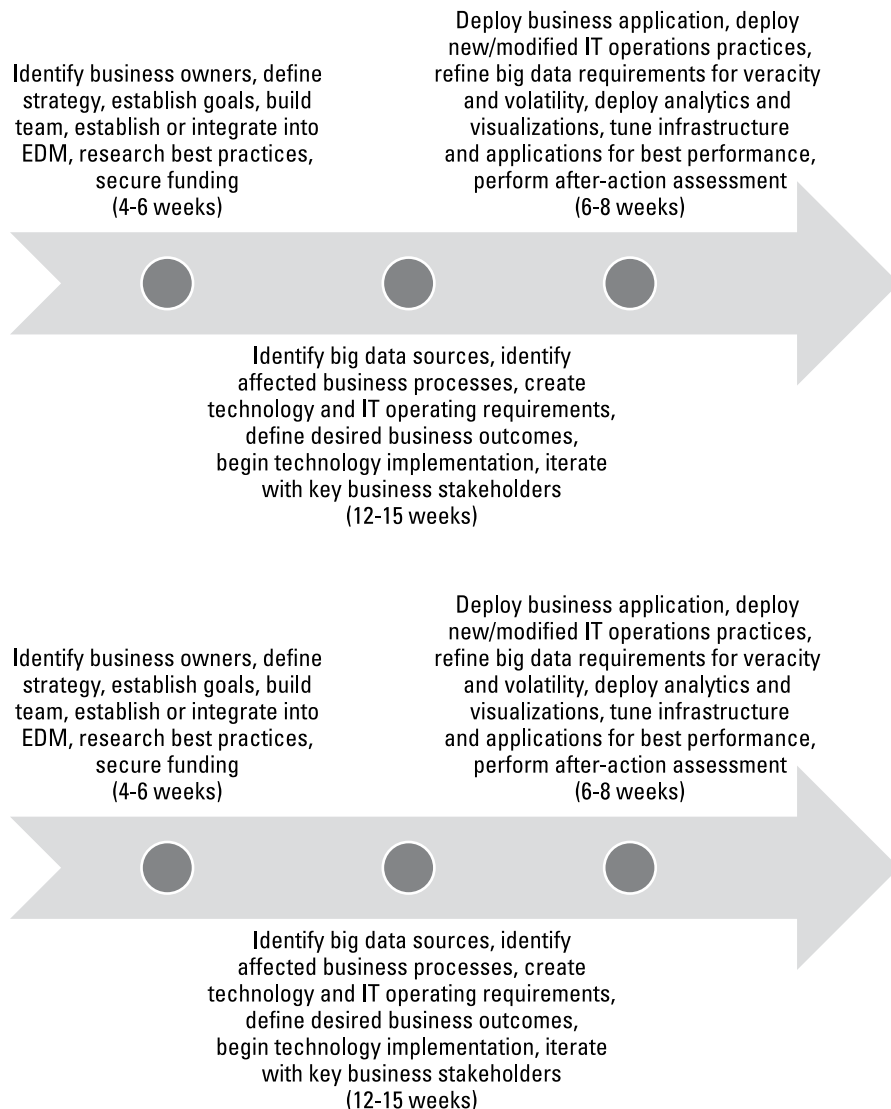 Identify business owners, define
strategy, establish goals, build
team, establish or integrate into
EDM, research best practices,
secure funding
(4-6 weeks)
Deploy business application, deploy
new/modified IT operations practices,
refine big data requirements for veracity
and volatility, deploy analytics and
visualizations, tune infrastructure
and applications for best performance,
perform after-action assessment
(6-8 weeks)
Identify big data sources, identify
affected business processes, create
technology and IT operating requirements,
define desired business outcomes,
begin technology implementation, iterate
with key business stakeholders
(12-15 weeks)
Identify business owners, define
strategy, establish goals, build
team, establish or integrate into
EDM, research best practices,
secure funding
(4-6 weeks)
Deploy business application, deploy
new/modified IT operations practices,
refine big data requirements for veracity
and volatility, deploy analytics and
visualizations, tune infrastructure
and applications for best performance,
perform after-action assessment
(6-8 weeks)
Identify big data sources, identify
affected business processes, create
technology and IT operating requirements,
define desired business outcomes,
begin technology implementation, iterate
with key business stakeholders
(12-15 weeks)